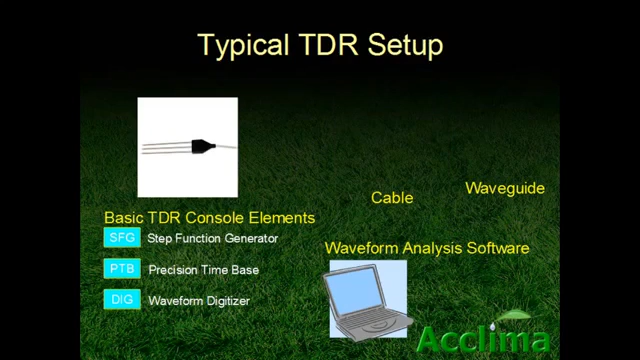 Typical TDR Setup
Waveguide
Cable
Basic TDR Console Elements
SFG Step Function Generator
Waveform Analysis Software
PTB Precision Time Base
DIG Waveform Digitizer
Acclima